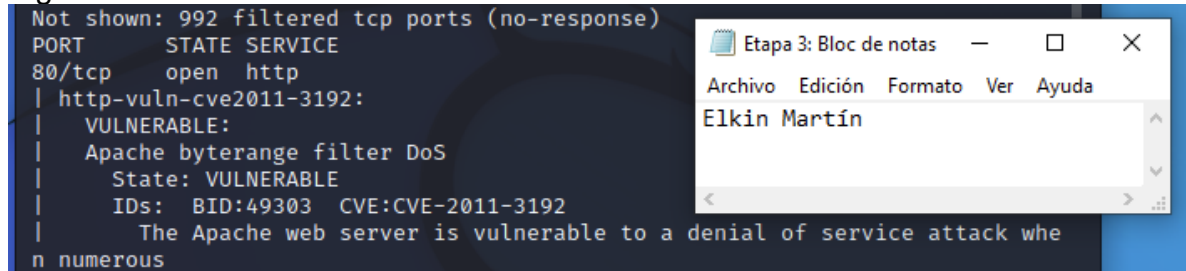 Not shown: 992 filtered tcp ports (no-response)
PORT STATE SERVICE
80/tcp open http
| http-vuln-cve2011-3192:
| VULNERABLE:
| Apache byterange filter DoS
| State: VULNERABLE
| IDs: BID:49303 CVE:CVE-2011-3192
| The Apache web server is vulnerable to a denial of service attack whe
n numerous
Etapa 3: Bloc de notas
Archivo Edición Formato Ver Ayuda
Elkin Martín